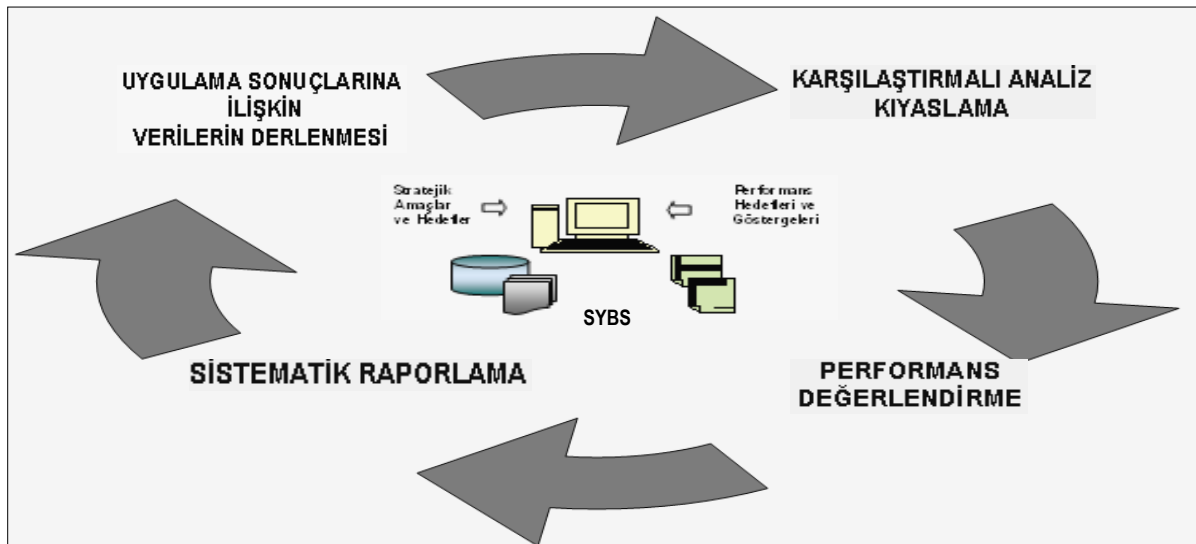 UYGULAMA SONUÇLARINA
İLİŞKİN
VERİLERİN DERLENMESİ
KARŞILAŞTIRMALI ANALİZ
KIYASLAMA
Stratejik
Amaçlar
ve Hedefler
Performans
Hedefleri ve
Göstergeleri
SYBS
SİSTEMATİK RAPORLAMA
PERFORMANS
DEĞERLENDİRME